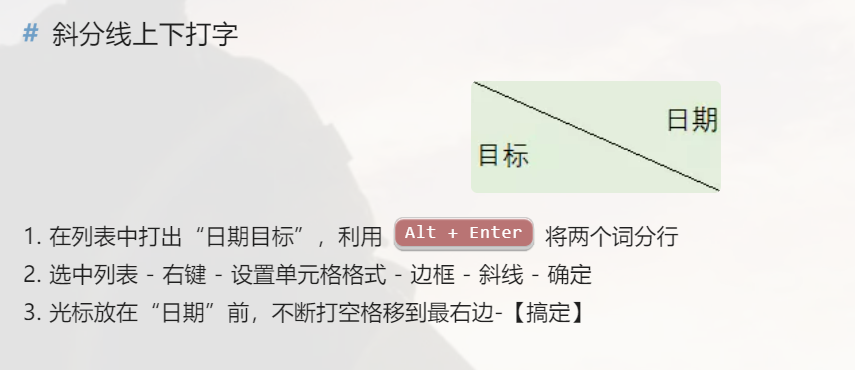 # 斜分线上下打字
日期
目标
1. 在列表中打出“日期目标”，利用 Alt + Enter 将两个词分行
2. 选中列表 - 右键 - 设置单元格格式 - 边框 - 斜线 - 确定
3. 光标放在“日期”前，不断打空格移到最右边-【搞定】